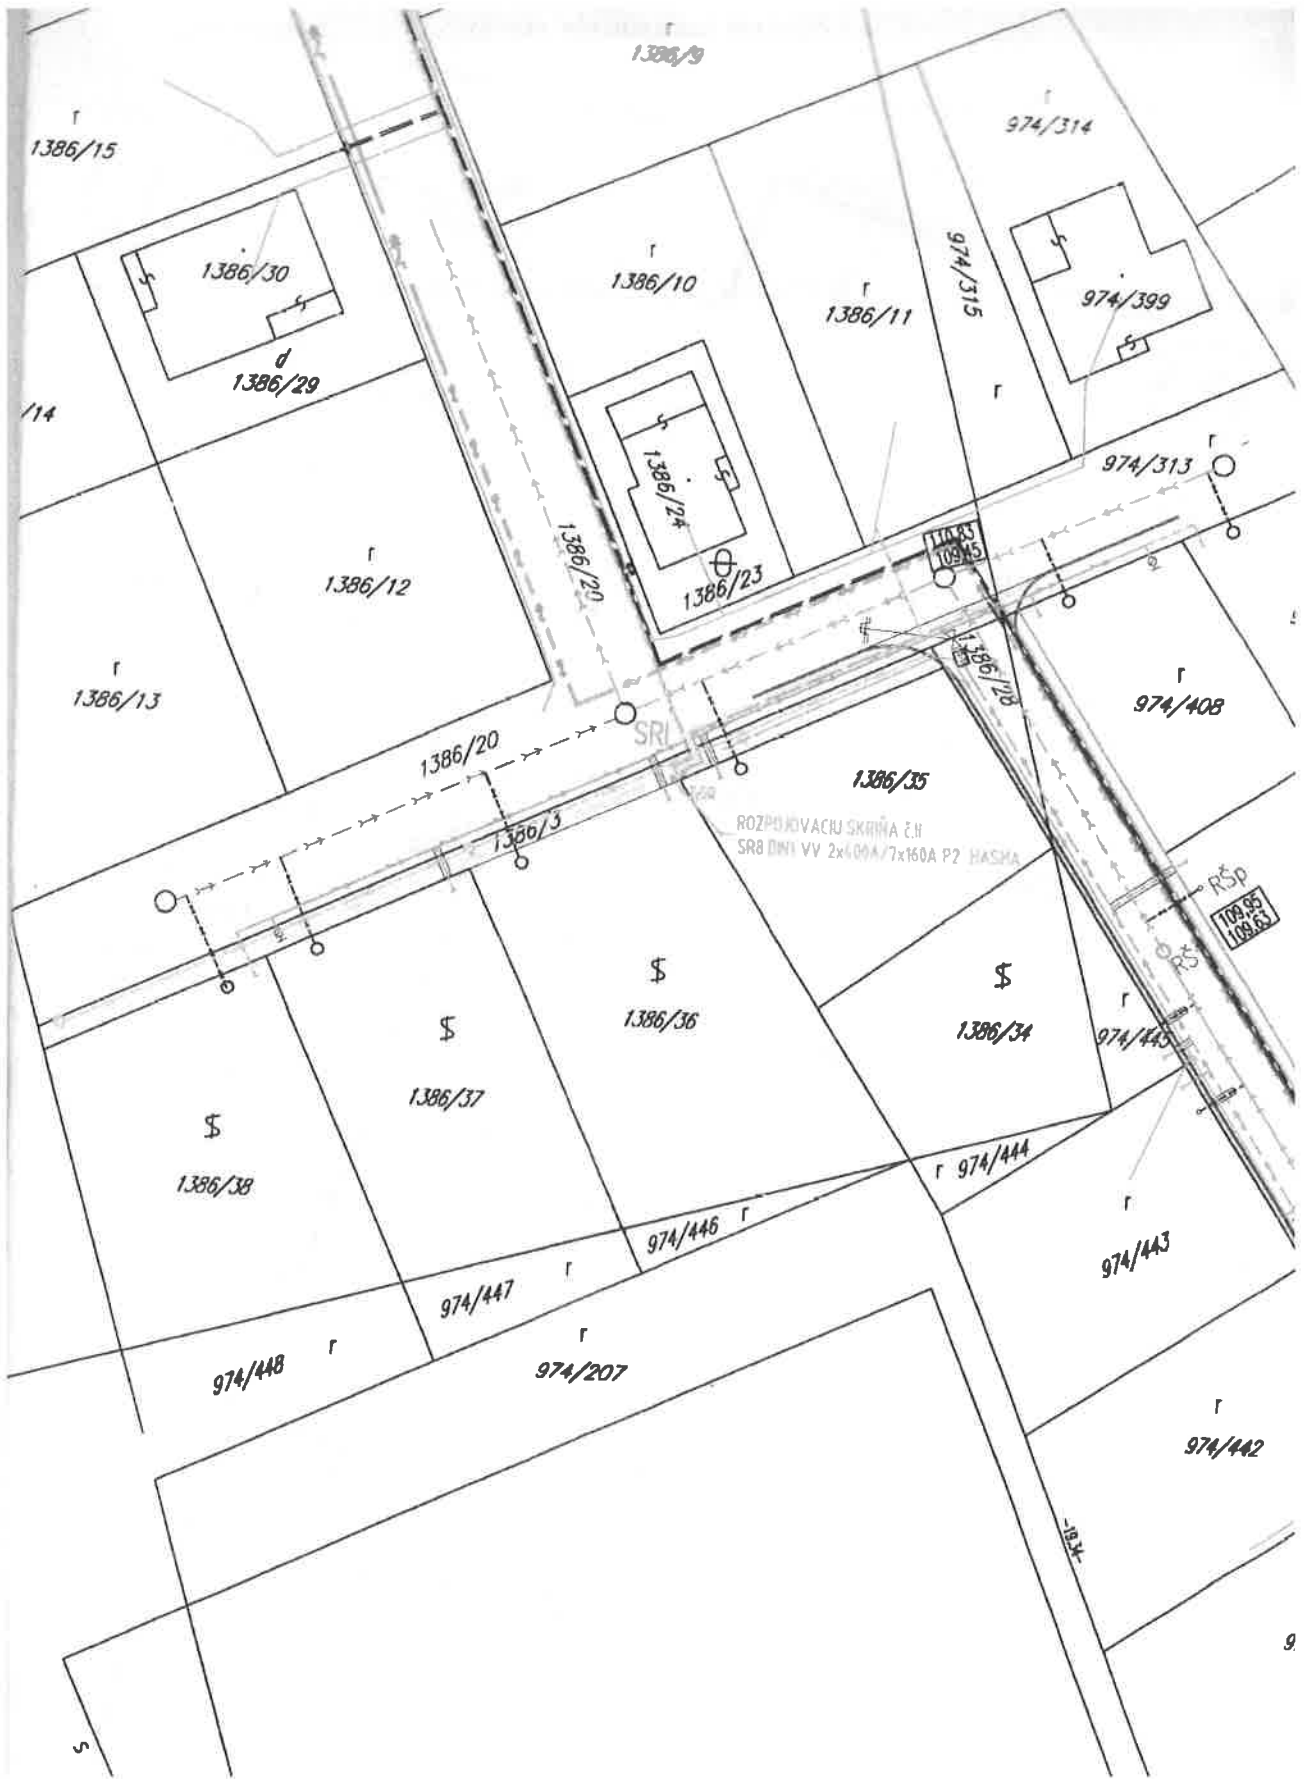 r
1386/9
r
1386/15
r
974/314
1386/30
d
1386/29
r
1386/10
r
1386/11
974/315
r
974/399
/14
r
1386/12
1386/24
1386/23
1386/20
110.83
109.45
r
974/313
r
1386/13
1386/20
SR
1386/28
r
974/408
1386/3
1386/35
ROZPOJOVACIU SKRIŇA č.
SR8 DIN1 VV 2x400A/7x160A P2 HASMA
RŠp
109.95
109.63
RŠ
$
1386/36
$
1386/34
r
974/445
$
1386/37
$
1386/38
r 974/444
974/446 r
974/447 r
974/448 r
r
974/207
r
974/443
r
974/442
-19.34-
s